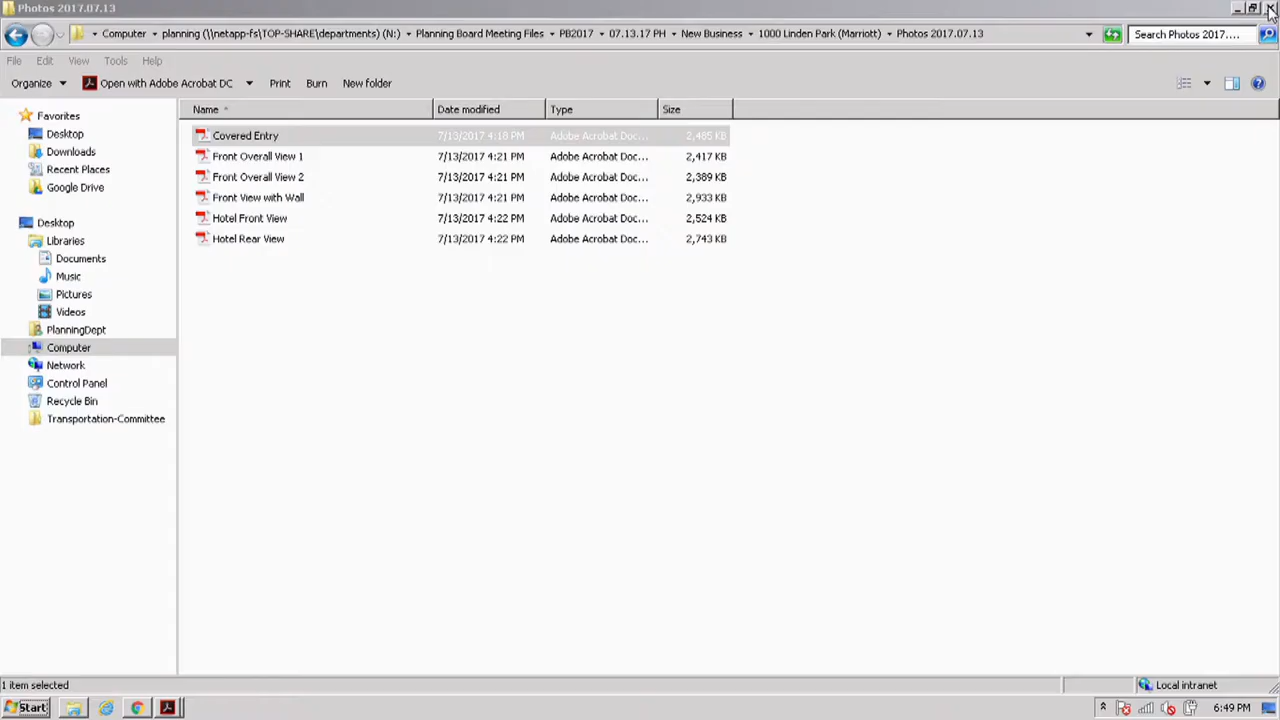 Photos 2017.07.13
Computer planning (\\netapp-fs\TOP-SHARE\departments) (N:) Planning Board Meeting Files PB2017 07.13.17 PH New Business 1000 Linden Park (Marriott) Photos 2017.07.13 Search Photos 2017....
File Edit View Tools Help
Organize Open with Adobe Acrobat DC Print Burn New folder
Name Date modified Type Size
Favorites
Desktop
Downloads
Recent Places
Google Drive
Desktop
Libraries
Documents
Music
Pictures
Videos
PlanningDept
Computer
Network
Control Panel
Recycle Bin
Transportation-Committee
Covered Entry 7/13/2017 4:18 PM Adobe Acrobat Doc... 2,485 KB
Front Overall View 1 7/13/2017 4:21 PM Adobe Acrobat Doc... 2,417 KB
Front Overall View 2 7/13/2017 4:21 PM Adobe Acrobat Doc... 2,389 KB
Front View with Wall 7/13/2017 4:21 PM Adobe Acrobat Doc... 2,933 KB
Hotel Front View 7/13/2017 4:22 PM Adobe Acrobat Doc... 2,524 KB
Hotel Rear View 7/13/2017 4:22 PM Adobe Acrobat Doc... 2,743 KB
1 item selected Local intranet
Start 6:49 PM